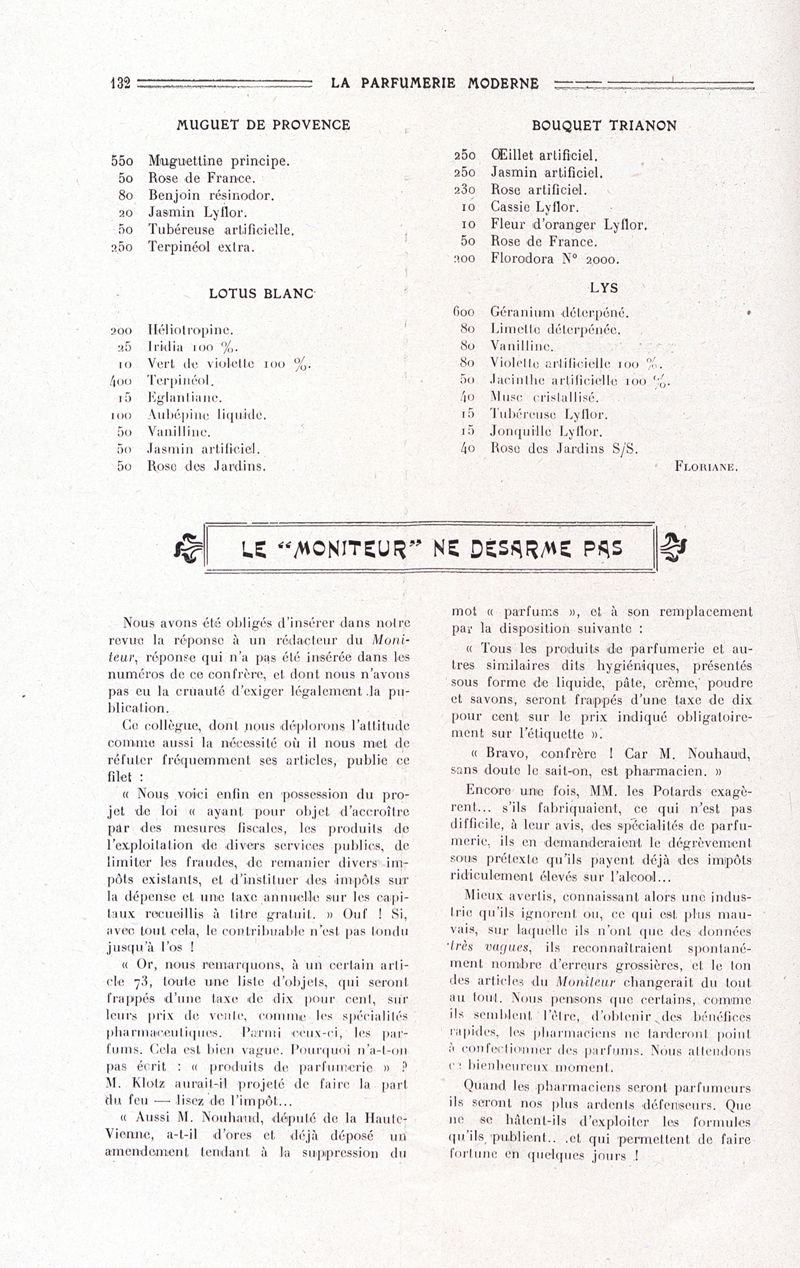 132 LA PARFUMERIE MODERNE
MUGUET DE PROVENCE
550 Muguettine principe.
50 Rose de France.
80 Benjoin résinodor.
20 Jasmin Lyflor.
50 Tubéreuse artificielle.
250 Terpinéol extra.
LOTUS BLANC
200 Héliotropine.
25 Iridia 100 %.
10 Vert de violette 100 %.
400 Terpinéol.
15 Eglantiane.
100 Aubépine liquide.
50 Vanilline.
50 Jasmin artificiel.
50 Rose des Jardins.
BOUQUET TRIANON
250 Œillet artificiel.
250 Jasmin artificiel.
230 Rose artificiel.
10 Cassie Lyflor.
10 Fleur d'oranger Lyflor.
50 Rose de France.
200 Florodora N° 2000.
LYS
600 Géranium déterpéné.
80 Limette déterpénée.
80 Vanilline.
80 Violette artificielle 100 %.
50 Jacinthe artificielle 100 %.
40 Musc cristallisé.
15 Tubéreuse Lyflor.
15 Jonquille Lyflor.
40 Rose des Jardins S/S.
FLORIANE.
LE "MONITEUR" NE DESARME PAS
Nous avons été obligés d'insérer dans notre
revue la réponse à un rédacteur du Moni-
teur, réponse qui n'a pas été insérée dans les
numéros de ce confrère, et dont nous n'avons
pas eu la cruauté d'exiger légalement la pu-
blication.
Ce collègue, dont nous déplorons l'attitude
comme aussi la nécessité où il nous met de
réfuter fréquemment ses articles, publie ce
filet :
« Nous voici enfin en possession du pro-
jet de loi « ayant pour objet d'accroître
par des mesures fiscales, les produits de
l'exploitation de divers services publics, de
limiter les fraudes, de remanier divers im-
pôts existants, et d'instituer des impôts sur
la dépense et une taxe annuelle sur les capi-
taux recueillis à titre gratuit. » Ouf ! Si,
avec tout cela, le contribuable n'est pas tondu
jusqu'à l'os !
« Or, nous remarquons, à un certain arti-
cle 73, toute une liste d'objets, qui seront
frappés d'une taxe de dix pour cent, sur
leurs prix de vente, comme les spécialités
pharmaceutiques. Parmi ceux-ci, les par-
fums. Cela est bien vague. Pourquoi n'a-t-on
pas écrit : « produits de parfumerie » ?
M. Klotz aurait-il projeté de faire la part
du feu — lisez de l'impôt...
« Aussi M. Nouhaud, député de la Haute-
Vienne, a-t-il d'ores et déjà déposé un
amendement tendant à la suppression du
mot « parfums », et à son remplacement
par la disposition suivante :
« Tous les produits de parfumerie et au-
tres similaires dits hygiéniques, présentés
sous forme de liquide, pâte, crème, poudre
et savons, seront frappés d'une taxe de dix
pour cent sur le prix indiqué obligatoire-
ment sur l'étiquette ».
« Bravo, confrère ! Car M. Nouhaud,
sans doute le sait-on, est pharmacien. »
Encore une fois, MM. les Potards exagè-
rent... s'ils fabriquaient, ce qui n'est pas
difficile, à leur avis, des spécialités de parfu-
merie, ils en demanderaient le dégrèvement
sous prétexte qu'ils payent déjà des impôts
ridiculement élevés sur l'alcool...
Mieux avertis, connaissant alors une indus-
trie qu'ils ignorent ou, ce qui est plus mau-
vais, sur laquelle ils n'ont que des données
très vagues, ils reconnaîtraient spontané-
ment nombre d'erreurs grossières, et le ton
des articles du Moniteur changerait du tout
au tout. Nous pensons que certains, comme
ils semblent l'être, d'obtenir des bénéfices
rapides, les pharmaciens ne tarderont point
à confectionner des parfums. Nous attendons
ce bienheureux moment.
Quand les pharmaciens seront parfumeurs
ils seront nos plus ardents défenseurs. Que
ne se hâtent-ils d'exploiter les formules
qu'ils publient.. .et qui permettent de faire
fortune en quelques jours !